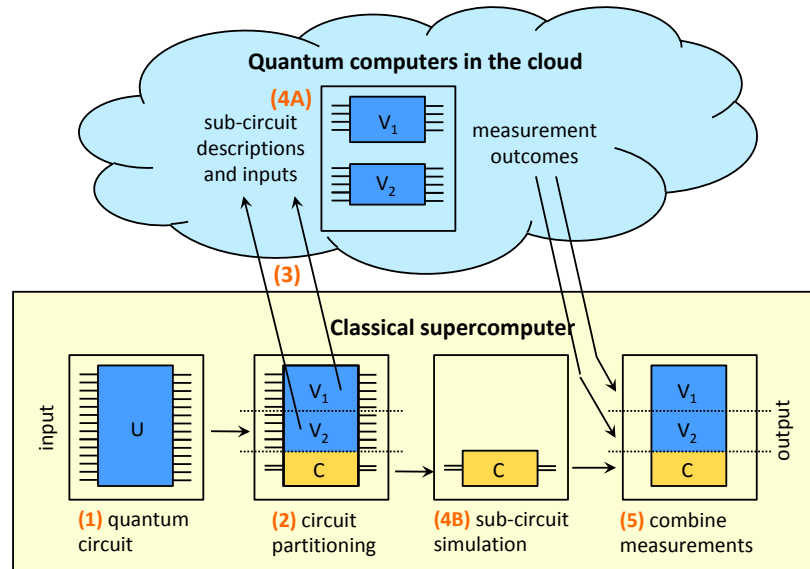 Quantum computers in the cloud
(4A)
sub-circuit
descriptions
and inputs
V1
V2
measurement
outcomes
(3)
Classical supercomputer
input
U
V1
V2
C
C
V1
V2
C
output
(1) quantum
circuit
(2) circuit
partitioning
(4B) sub-circuit
simulation
(5) combine
measurements